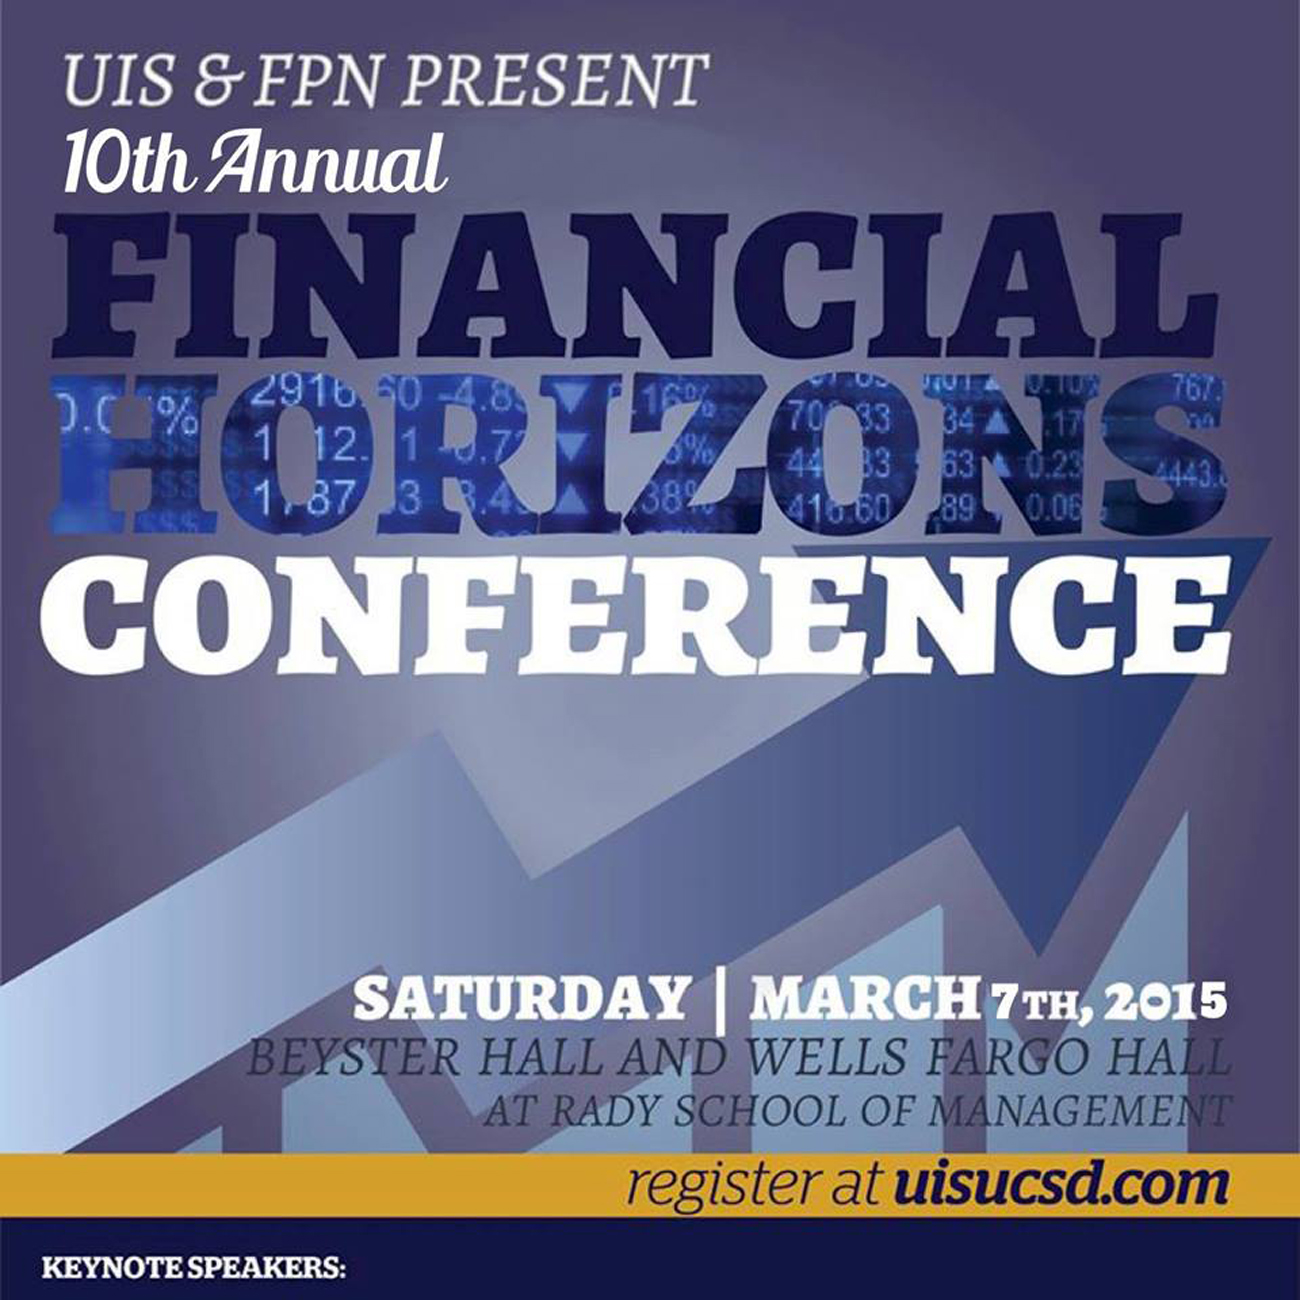 UIS & FPN PRESENT
10th Annual
FINANCIAL
HORIZONS
CONFERENCE
SATURDAY | MARCH 7TH, 2015
BEYSTER HALL AND WELLS FARGO HALL
AT RADY SCHOOL OF MANAGEMENT
register at uisucsd.com
KEYNOTE SPEAKERS: